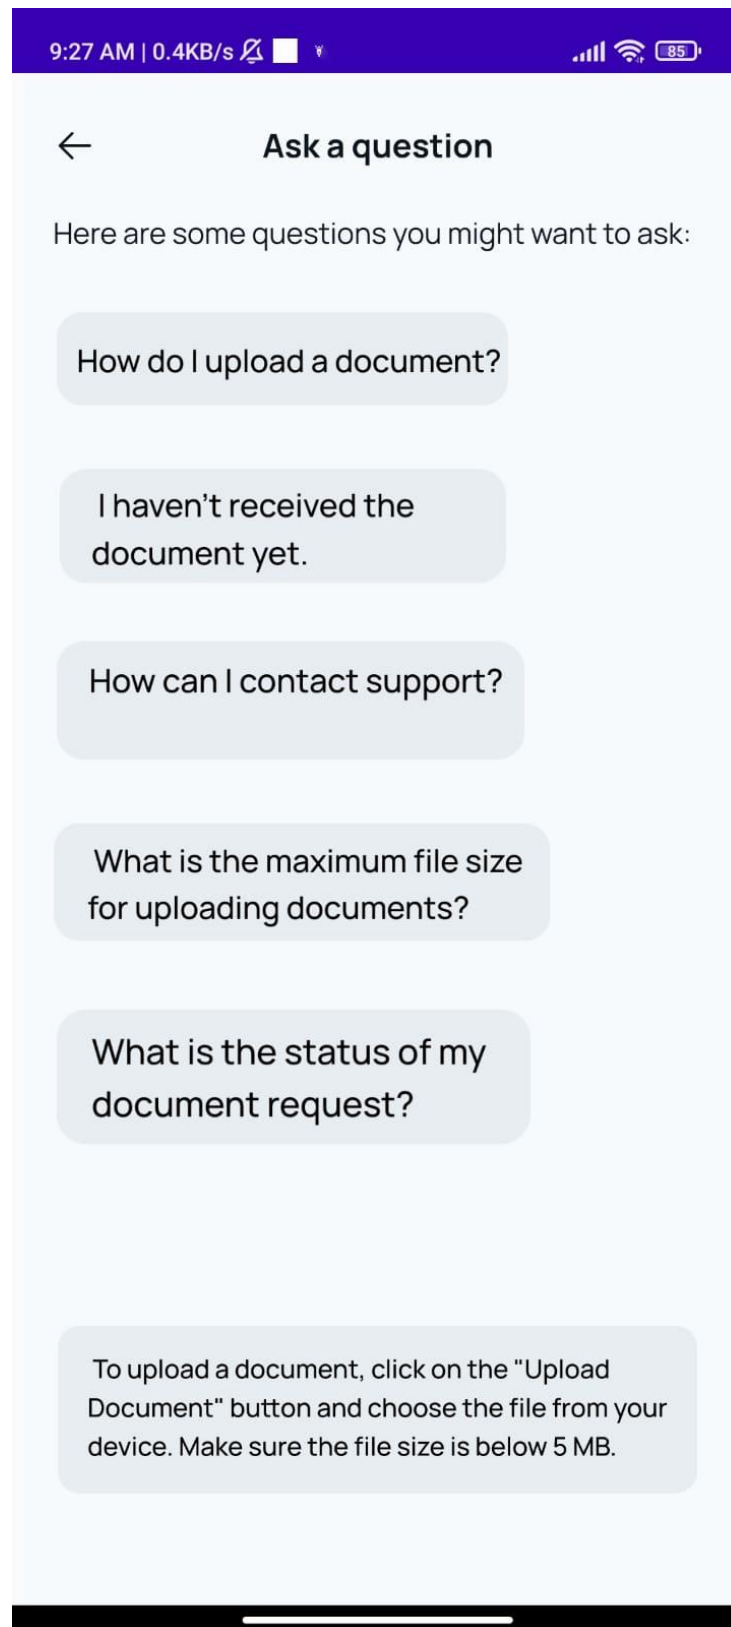 9:27 AM | 0.4KB/s
85
Ask a question
Here are some questions you might want to ask:
How do I upload a document?
I haven’t received the
document yet.
How can I contact support?
What is the maximum file size
for uploading documents?
What is the status of my
document request?
To upload a document, click on the "Upload
Document" button and choose the file from your
device. Make sure the file size is below 5 MB.